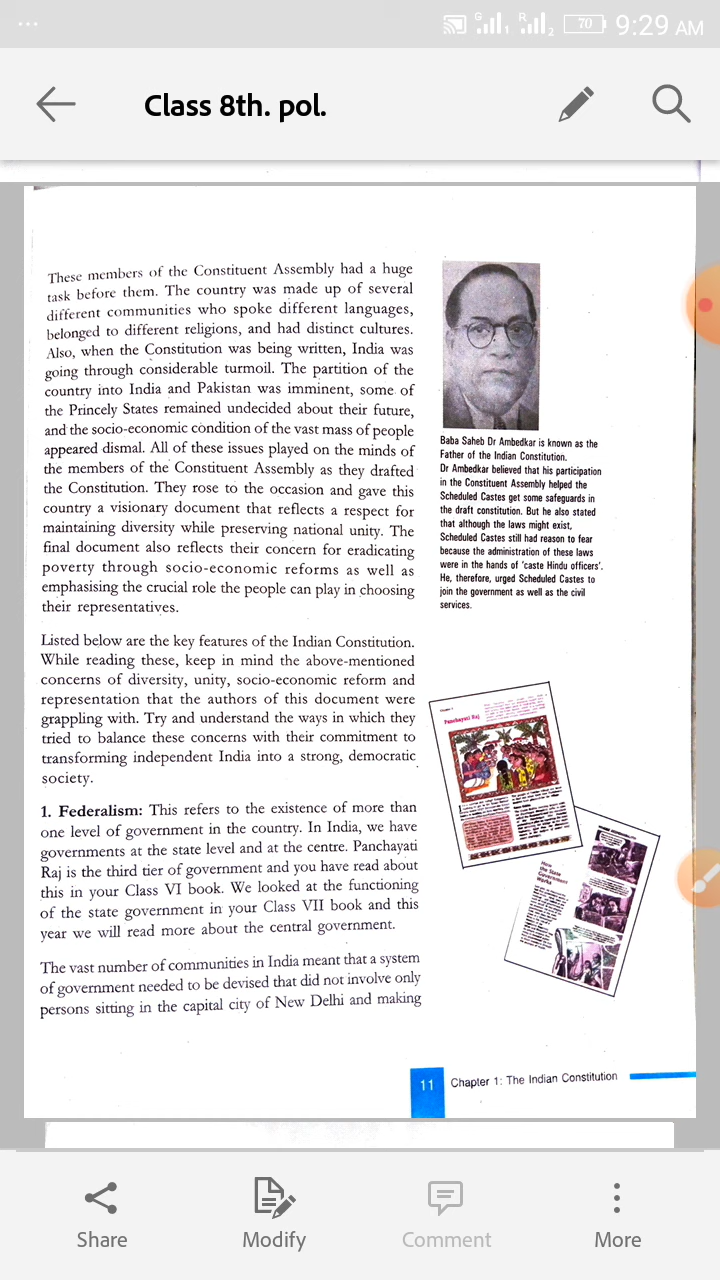 G R 2 70 9:29 AM
Class 8th. pol.
These members of the Constituent Assembly had a huge
task before them. The country was made up of several
different communities who spoke different languages,
belonged to different religions, and had distinct cultures.
Also, when the Constitution was being written, India was
going through considerable turmoil. The partition of the
country into India and Pakistan was imminent, some of
the Princely States remained undecided about their future,
and the socio-economic condition of the vast mass of people
appeared dismal. All of these issues played on the minds of
the members of the Constituent Assembly as they drafted
the Constitution. They rose to the occasion and gave this
country a visionary document that reflects a respect for
maintaining diversity while preserving national unity. The
final document also reflects their concern for eradicating
poverty through socio-economic reforms as well as
emphasising the crucial role the people can play in choosing
their representatives.
Listed below are the key features of the Indian Constitution.
While reading these, keep in mind the above-mentioned
concerns of diversity, unity, socio-economic reform and
representation that the authors of this document were
grappling with. Try and understand the ways in which they
tried to balance these concerns with their commitment to
transforming independent India into a strong, democratic
society.
1. Federalism: This refers to the existence of more than
one level of government in the country. In India, we have
governments at the state level and at the centre. Panchayati
Raj is the third tier of government and you have read about
this in your Class VI book. We looked at the functioning
of the state government in your Class VII book and this
year we will read more about the central government.
The vast number of communities in India meant that a system
of government needed to be devised that did not involve only
persons sitting in the capital city of New Delhi and making
Baba Saheb Dr Ambedkar is known as the
Father of the Indian Constitution.
Dr Ambedkar believed that his participation
in the Constituent Assembly helped the
Scheduled Castes get some safeguards in
the draft constitution. But he also stated
that although the laws might exist,
Scheduled Castes still had reason to fear
because the administration of these laws
were in the hands of 'caste Hindu officers'.
He, therefore, urged Scheduled Castes to
join the government as well as the civil
services.
Panchayati Raj
How
the State
Government
Works
11 Chapter 1: The Indian Constitution
Share Modify Comment More